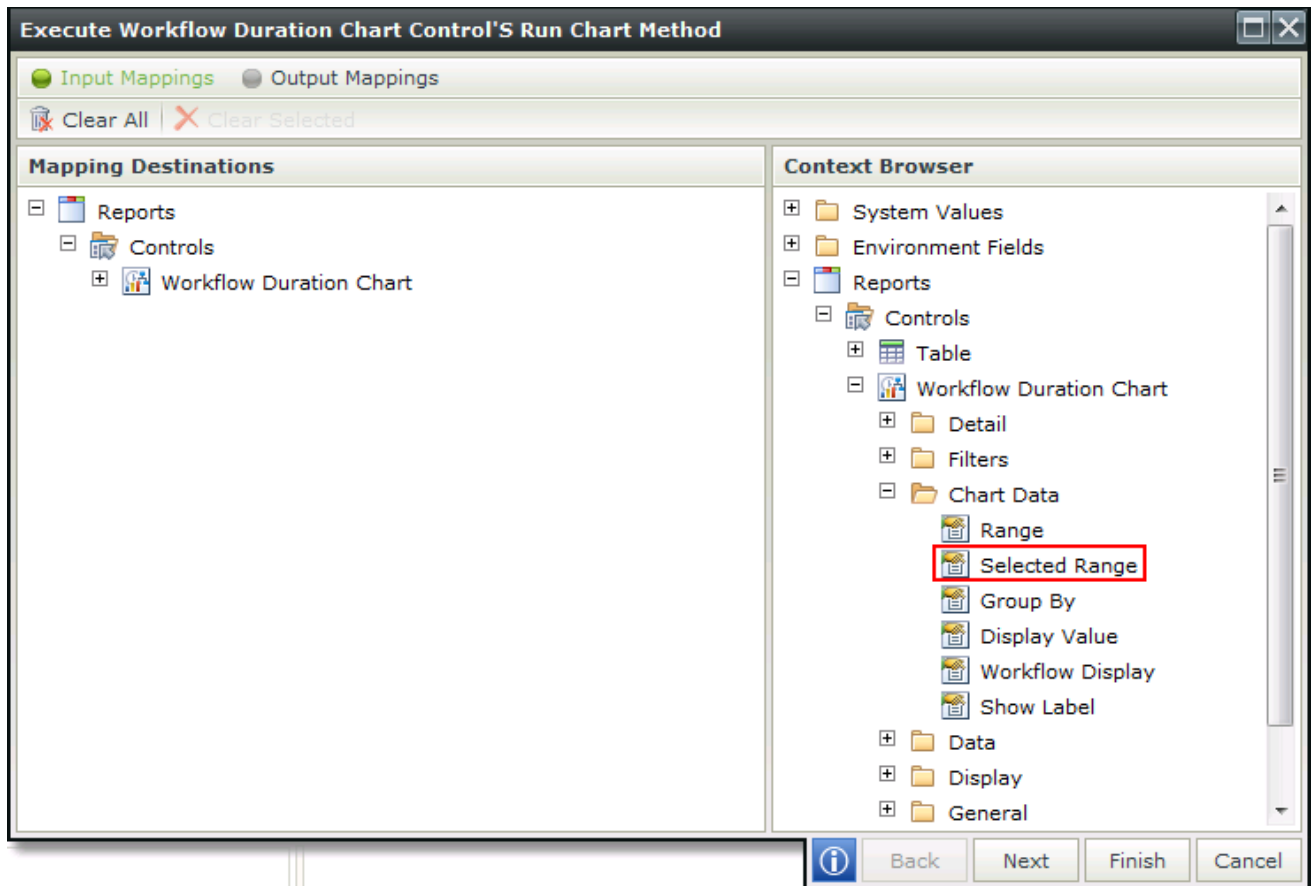 Execute Workflow Duration Chart Control'S Run Chart Method
Input Mappings Output Mappings
Clear All Clear Selected
Mapping Destinations
Reports
Controls
Workflow Duration Chart
Context Browser
System Values
Environment Fields
Reports
Controls
Table
Workflow Duration Chart
Detail
Filters
Chart Data
Range
Selected Range
Group By
Display Value
Workflow Display
Show Label
Data
Display
General
Back Next Finish Cancel